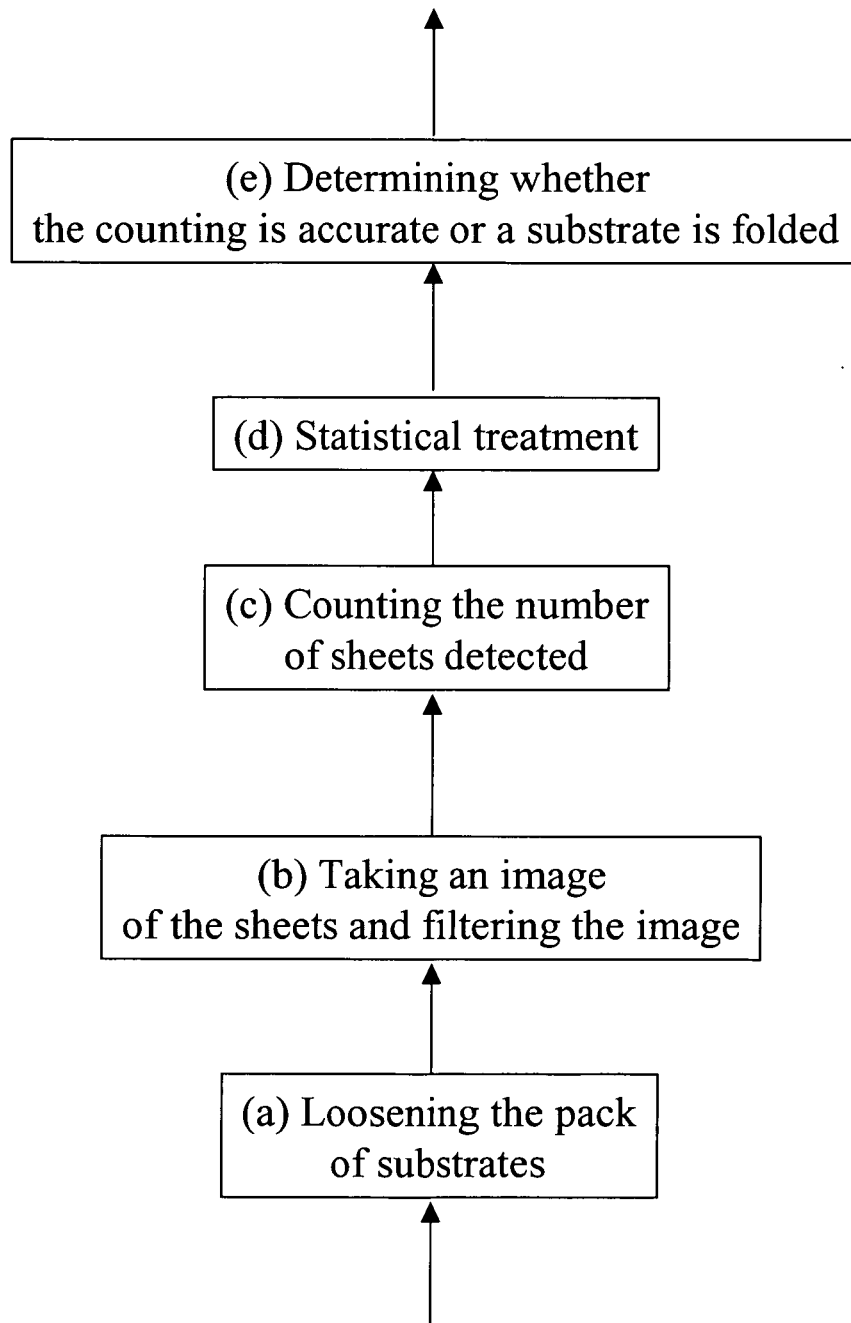 (e) Determining whether
the counting is accurate or a substrate is folded
(d) Statistical treatment
(c) Counting the number
of sheets detected
(b) Taking an image
of the sheets and filtering the image
(a) Loosening the pack
of substrates